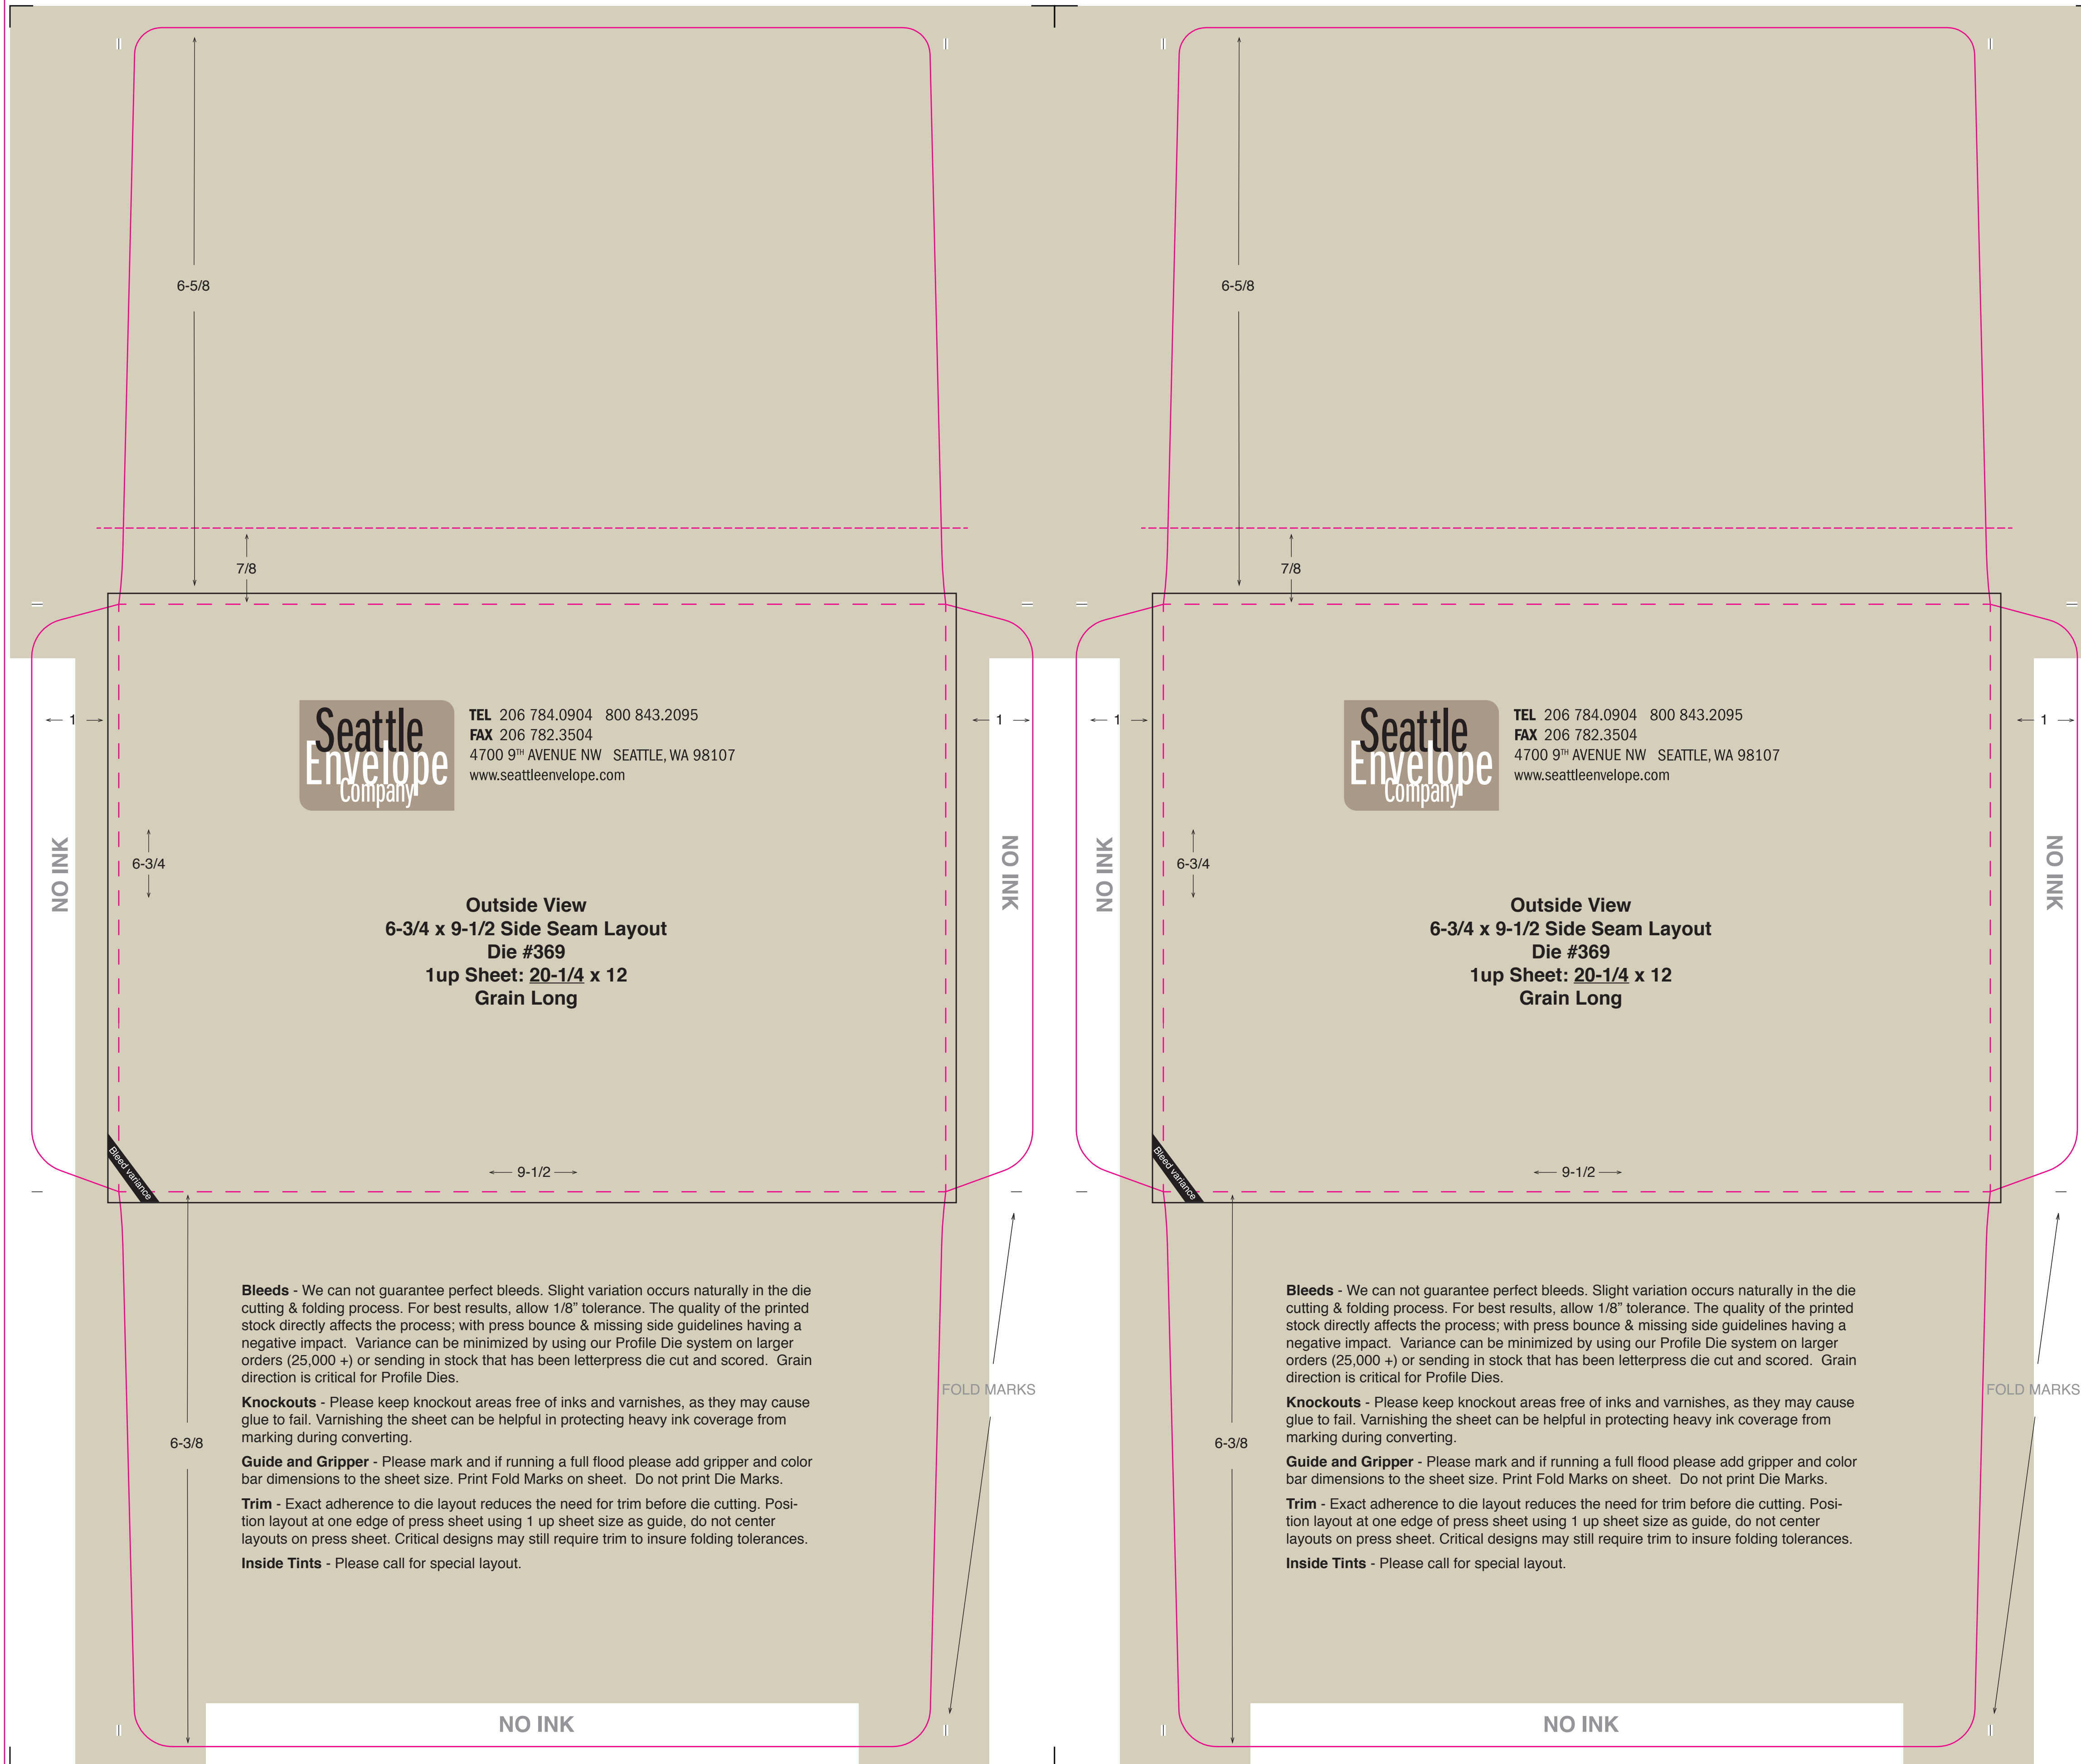 6-5/8
7/8
Seattle
Envelope
Company
TEL 206 784.0904 800 843.2095
FAX 206 782.3504
4700 9TH AVENUE NW SEATTLE, WA 98107
www.seattleenvelope.com
1
1
NO INK
NO INK
6-3/4
Outside View
6-3/4 x 9-1/2 Side Seam Layout
Die #369
1up Sheet: 20-1/4 x 12
Grain Long
Bleed variance
9-1/2
Bleeds - We can not guarantee perfect bleeds. Slight variation occurs naturally in the die
cutting & folding process. For best results, allow 1/8” tolerance. The quality of the printed
stock directly affects the process; with press bounce & missing side guidelines having a
negative impact. Variance can be minimized by using our Profile Die system on larger
orders (25,000 +) or sending in stock that has been letterpress die cut and scored. Grain
direction is critical for Profile Dies.
Knockouts - Please keep knockout areas free of inks and varnishes, as they may cause
glue to fail. Varnishing the sheet can be helpful in protecting heavy ink coverage from
marking during converting.
Guide and Gripper - Please mark and if running a full flood please add gripper and color
bar dimensions to the sheet size. Print Fold Marks on sheet. Do not print Die Marks.
Trim - Exact adherence to die layout reduces the need for trim before die cutting. Posi-
tion layout at one edge of press sheet using 1 up sheet size as guide, do not center
layouts on press sheet. Critical designs may still require trim to insure folding tolerances.
Inside Tints - Please call for special layout.
FOLD MARKS
6-3/8
NO INK
6-5/8
7/8
Seattle
Envelope
Company
TEL 206 784.0904 800 843.2095
FAX 206 782.3504
4700 9TH AVENUE NW SEATTLE, WA 98107
www.seattleenvelope.com
1
1
NO INK
NO INK
6-3/4
Outside View
6-3/4 x 9-1/2 Side Seam Layout
Die #369
1up Sheet: 20-1/4 x 12
Grain Long
Bleed variance
9-1/2
Bleeds - We can not guarantee perfect bleeds. Slight variation occurs naturally in the die
cutting & folding process. For best results, allow 1/8” tolerance. The quality of the printed
stock directly affects the process; with press bounce & missing side guidelines having a
negative impact. Variance can be minimized by using our Profile Die system on larger
orders (25,000 +) or sending in stock that has been letterpress die cut and scored. Grain
direction is critical for Profile Dies.
Knockouts - Please keep knockout areas free of inks and varnishes, as they may cause
glue to fail. Varnishing the sheet can be helpful in protecting heavy ink coverage from
marking during converting.
Guide and Gripper - Please mark and if running a full flood please add gripper and color
bar dimensions to the sheet size. Print Fold Marks on sheet. Do not print Die Marks.
Trim - Exact adherence to die layout reduces the need for trim before die cutting. Posi-
tion layout at one edge of press sheet using 1 up sheet size as guide, do not center
layouts on press sheet. Critical designs may still require trim to insure folding tolerances.
Inside Tints - Please call for special layout.
FOLD MARKS
6-3/8
NO INK